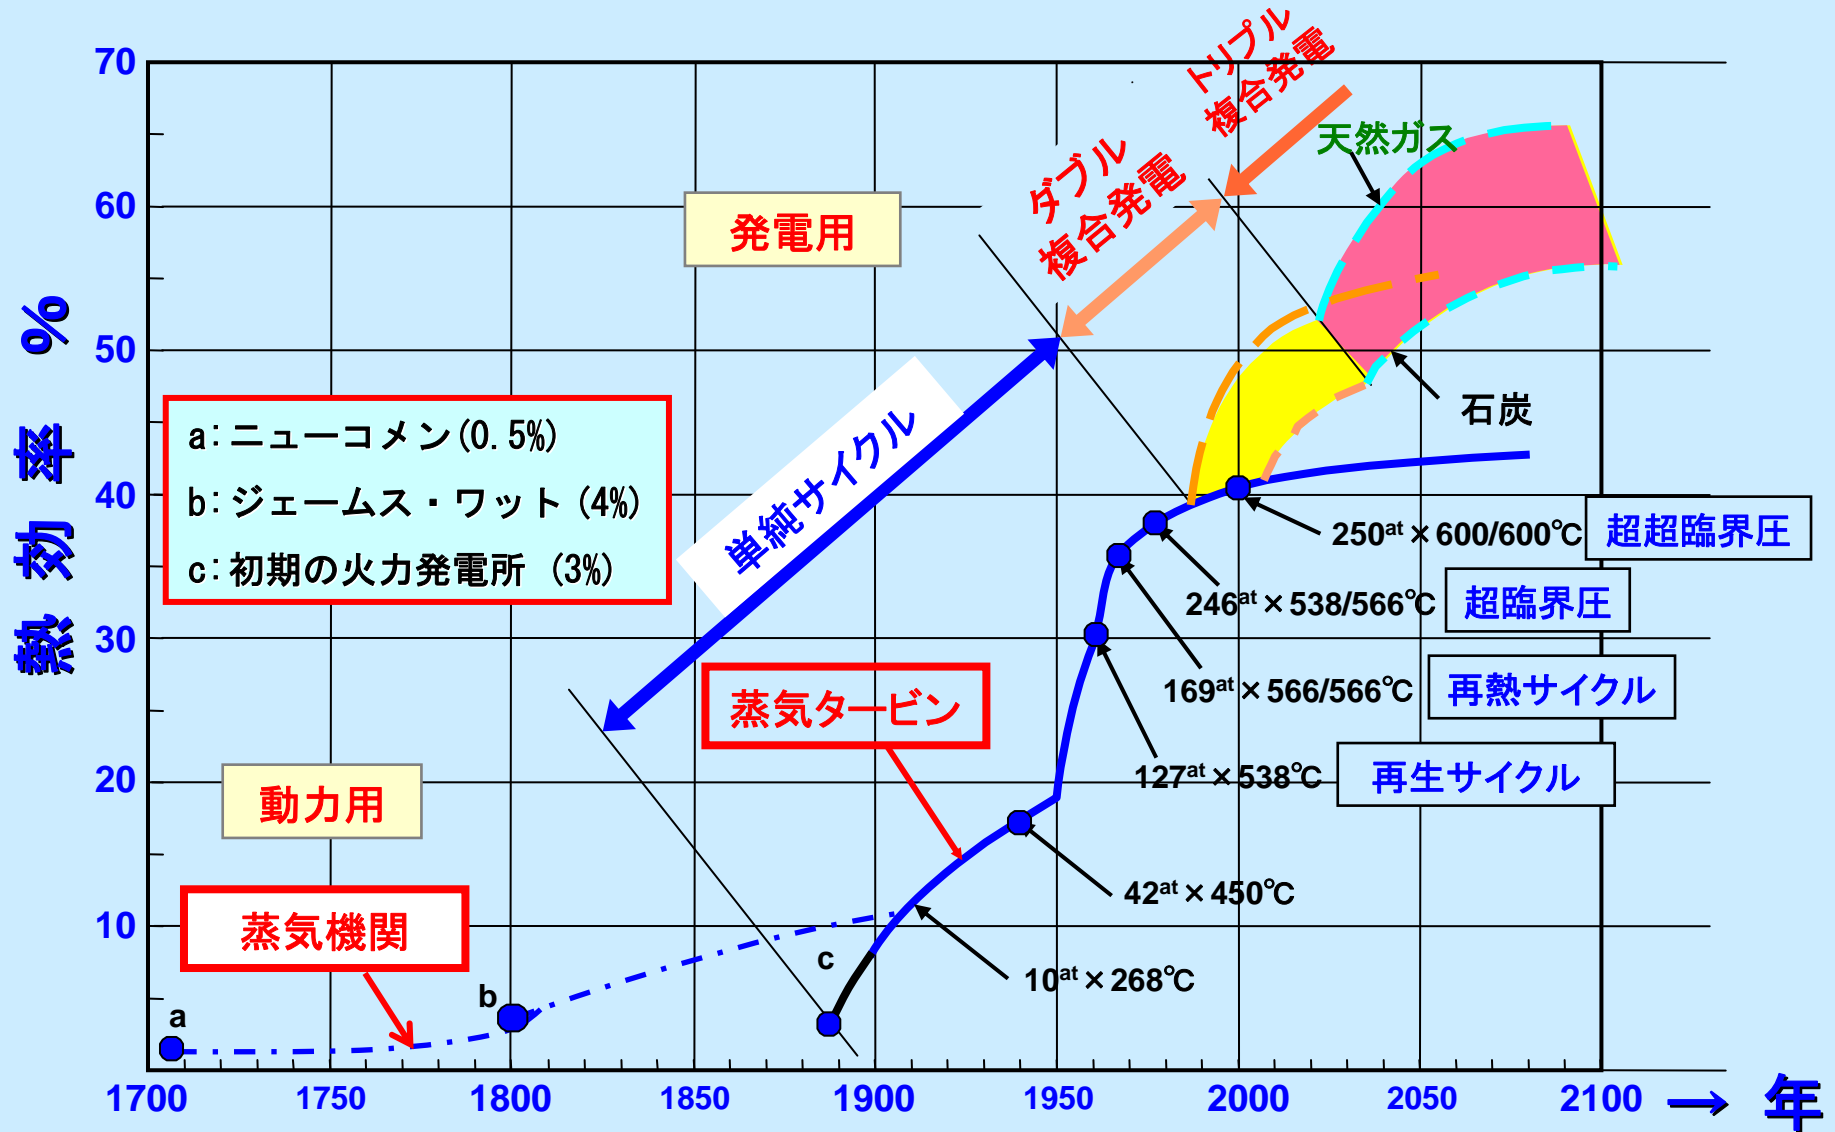 トリプル
複合発電
70
天然ガス
ダブル
複合発電
60
発電用
熱効率 %
50
a:ニューコメン(0.5%)
b:ジェームス・ワット(4%)
c:初期の火力発電所 (3%)
石炭
単純サイクル
40
250at×600/600℃
超超臨界圧
246at×538/566℃
超臨界圧
30
169at×566/566℃
再熱サイクル
蒸気タービン
127at×538℃
再生サイクル
20
動力用
42at×450℃
10
蒸気機関
c
10at×268℃
b
a
1700 1750 1800 1850 1900 1950 2000 2050 2100 → 年